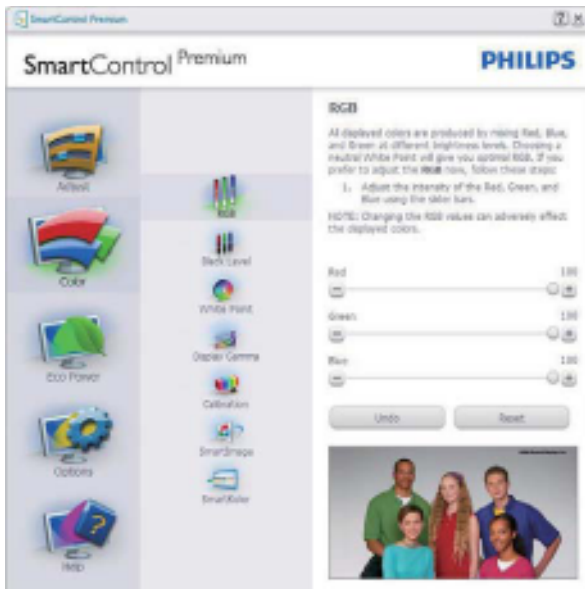 SmartControl Premium
SmartControl Premium
PHILIPS
Adjust
Color
Eco Power
Options
Help
RGB
Black Level
White Point
Display Gamma
Calibration
SmartImage
SmartKolor
RGB
All displayed colors are produced by mixing Red, Blue,
and Green at different brightness levels. Choosing a
neutral White Point will give you optimal RGB. If you
prefer to adjust the RGB now, follow these steps:
1. Adjust the intensity of the Red, Green, and
Blue using the slider bars.
NOTE: Changing the RGB values can adversely effect
the displayed colors.
Red 100
Green 100
Blue 100
Undo Reset